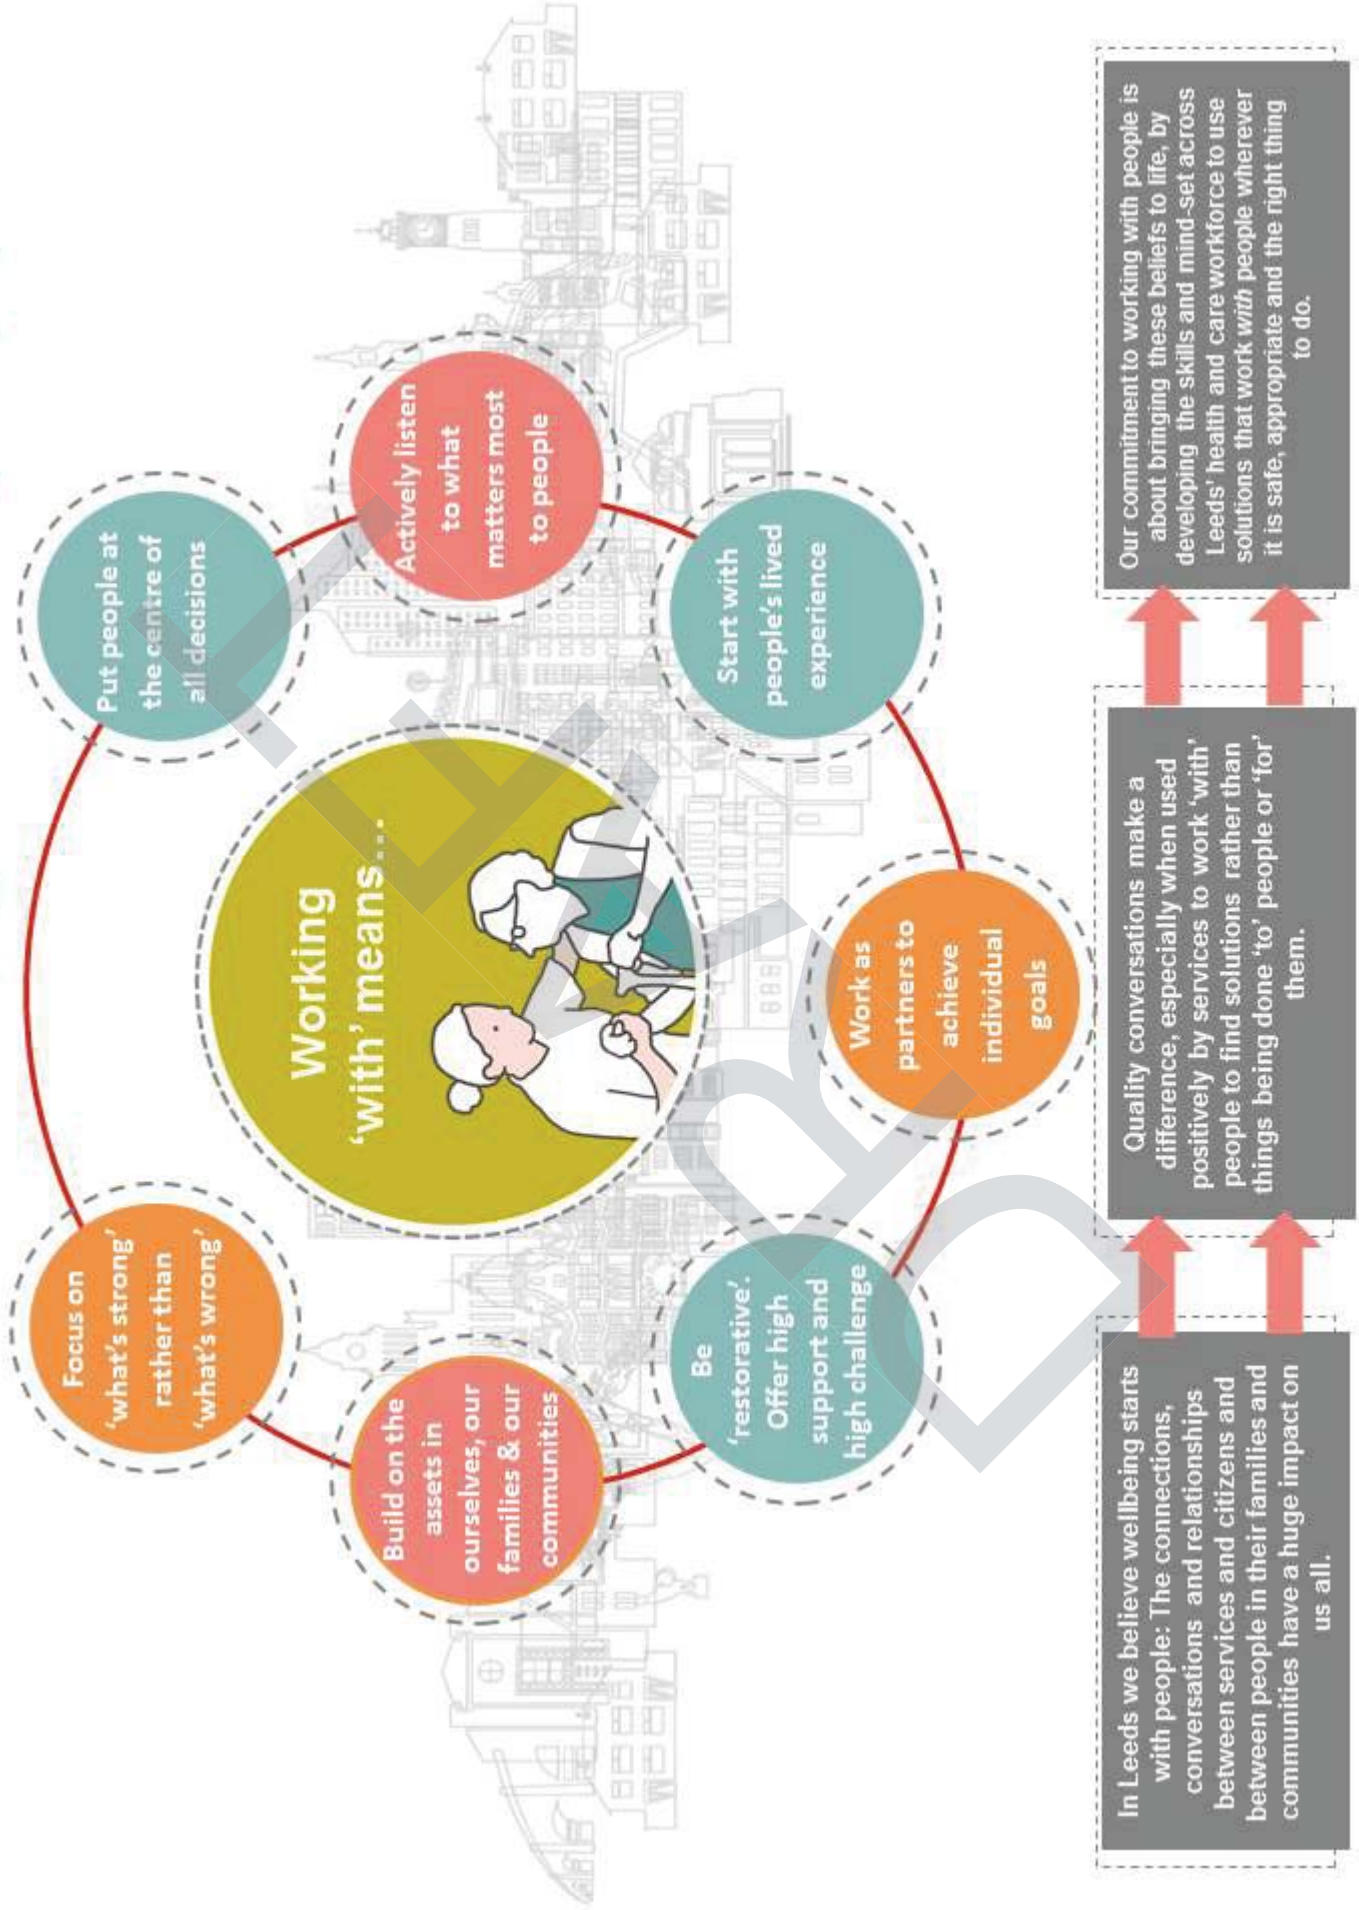 Working
‘with’ means...
Put people at
the centre of
all decisions
Actively listen
to what
matters most
to people
Start with
people’s lived
experience
Work as
partners to
achieve
individual
goals
Be
‘restorative’.
Offer high
support and
high challenge
Build on the
assets in
ourselves, our
families & our
communities
Focus on
‘what’s strong’
rather than
‘what’s wrong’
In Leeds we believe wellbeing starts
with people: The connections,
conversations and relationships
between services and citizens and
between people in their families and
communities have a huge impact on
us all.
Quality conversations make a
difference, especially when used
positively by services to work ‘with’
people to find solutions rather than
things being done ‘to’ people or ‘for’
them.
Our commitment to working with people is
about bringing these beliefs to life, by
developing the skills and mind-set across
Leeds’ health and care workforce to use
solutions that work with people wherever
it is safe, appropriate and the right thing
to do.
DRAFT